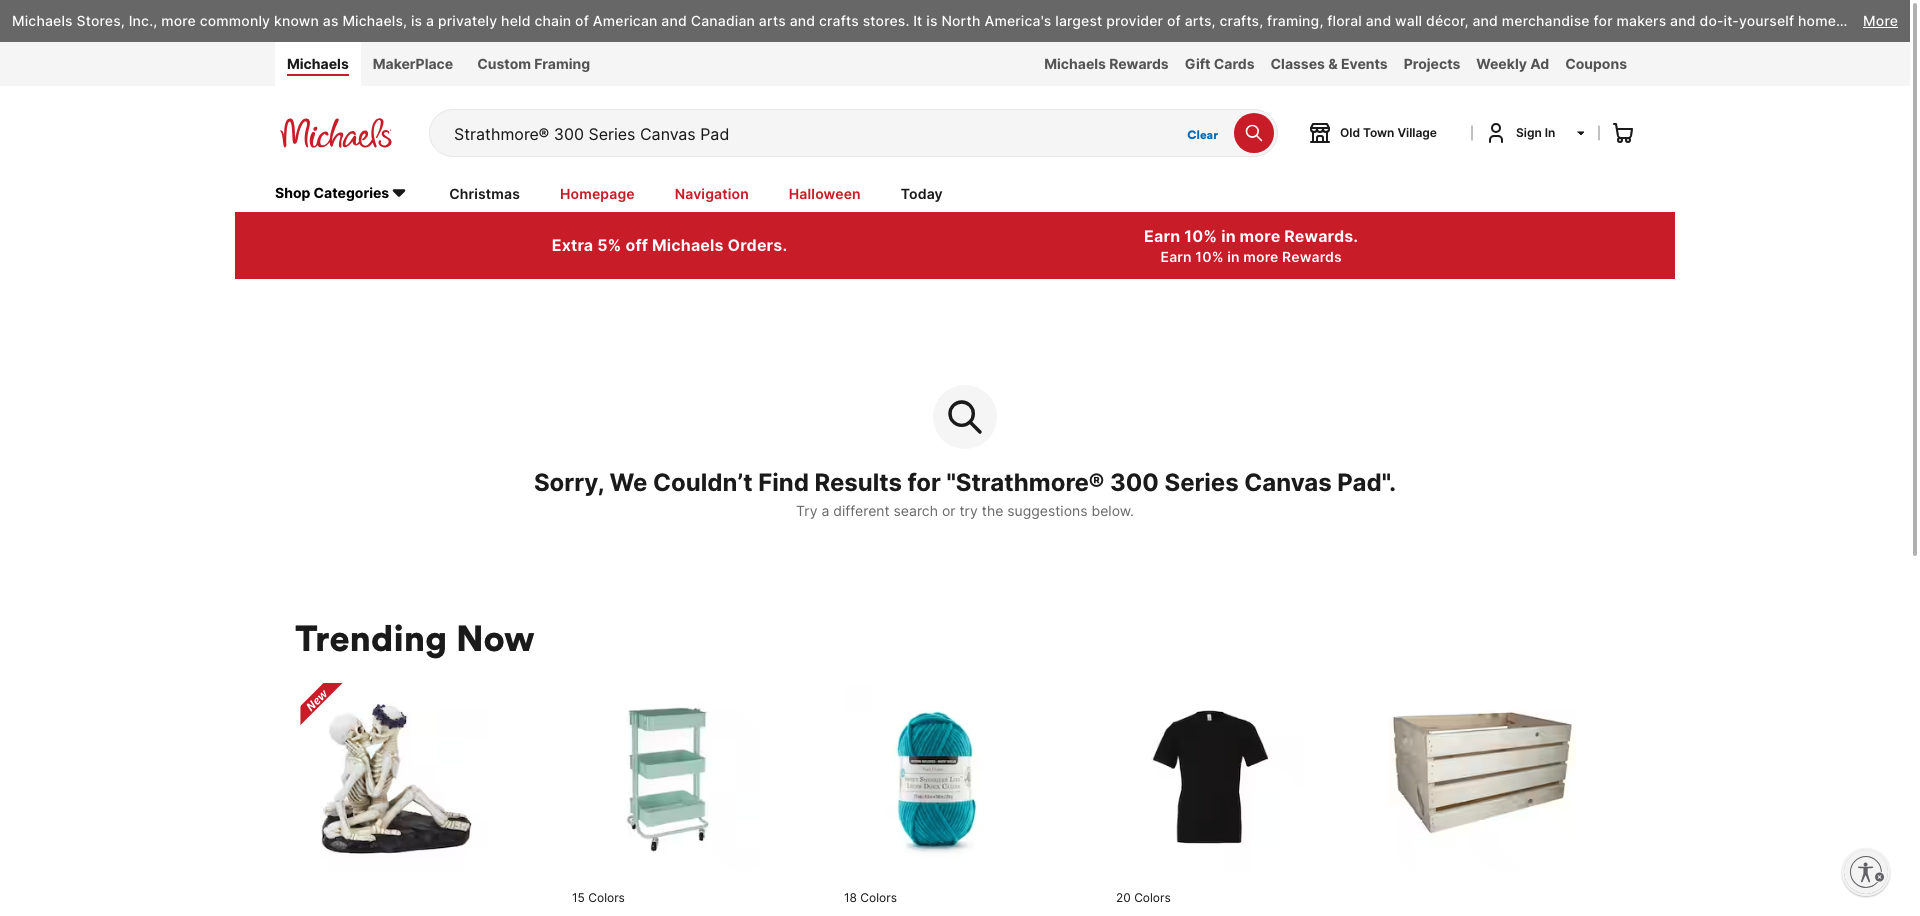 Michaels Stores, Inc., more commonly known as Michaels, is a privately held chain of American and Canadian arts and crafts stores. It is North America's largest provider of arts, crafts, framing, floral and wall décor, and merchandise for makers and do-it-yourself home... More
Michaels MakerPlace Custom Framing Michaels Rewards Gift Cards Classes & Events Projects Weekly Ad Coupons
Michaels Strathmore® 300 Series Canvas Pad Clear Old Town Village Sign In
Shop Categories Christmas Homepage Navigation Halloween Today
Extra 5% off Michaels Orders.
Earn 10% in more Rewards.
Earn 10% in more Rewards
Sorry, We Couldn’t Find Results for "Strathmore® 300 Series Canvas Pad".
Try a different search or try the suggestions below.
Trending Now
New
15 Colors 18 Colors 20 Colors